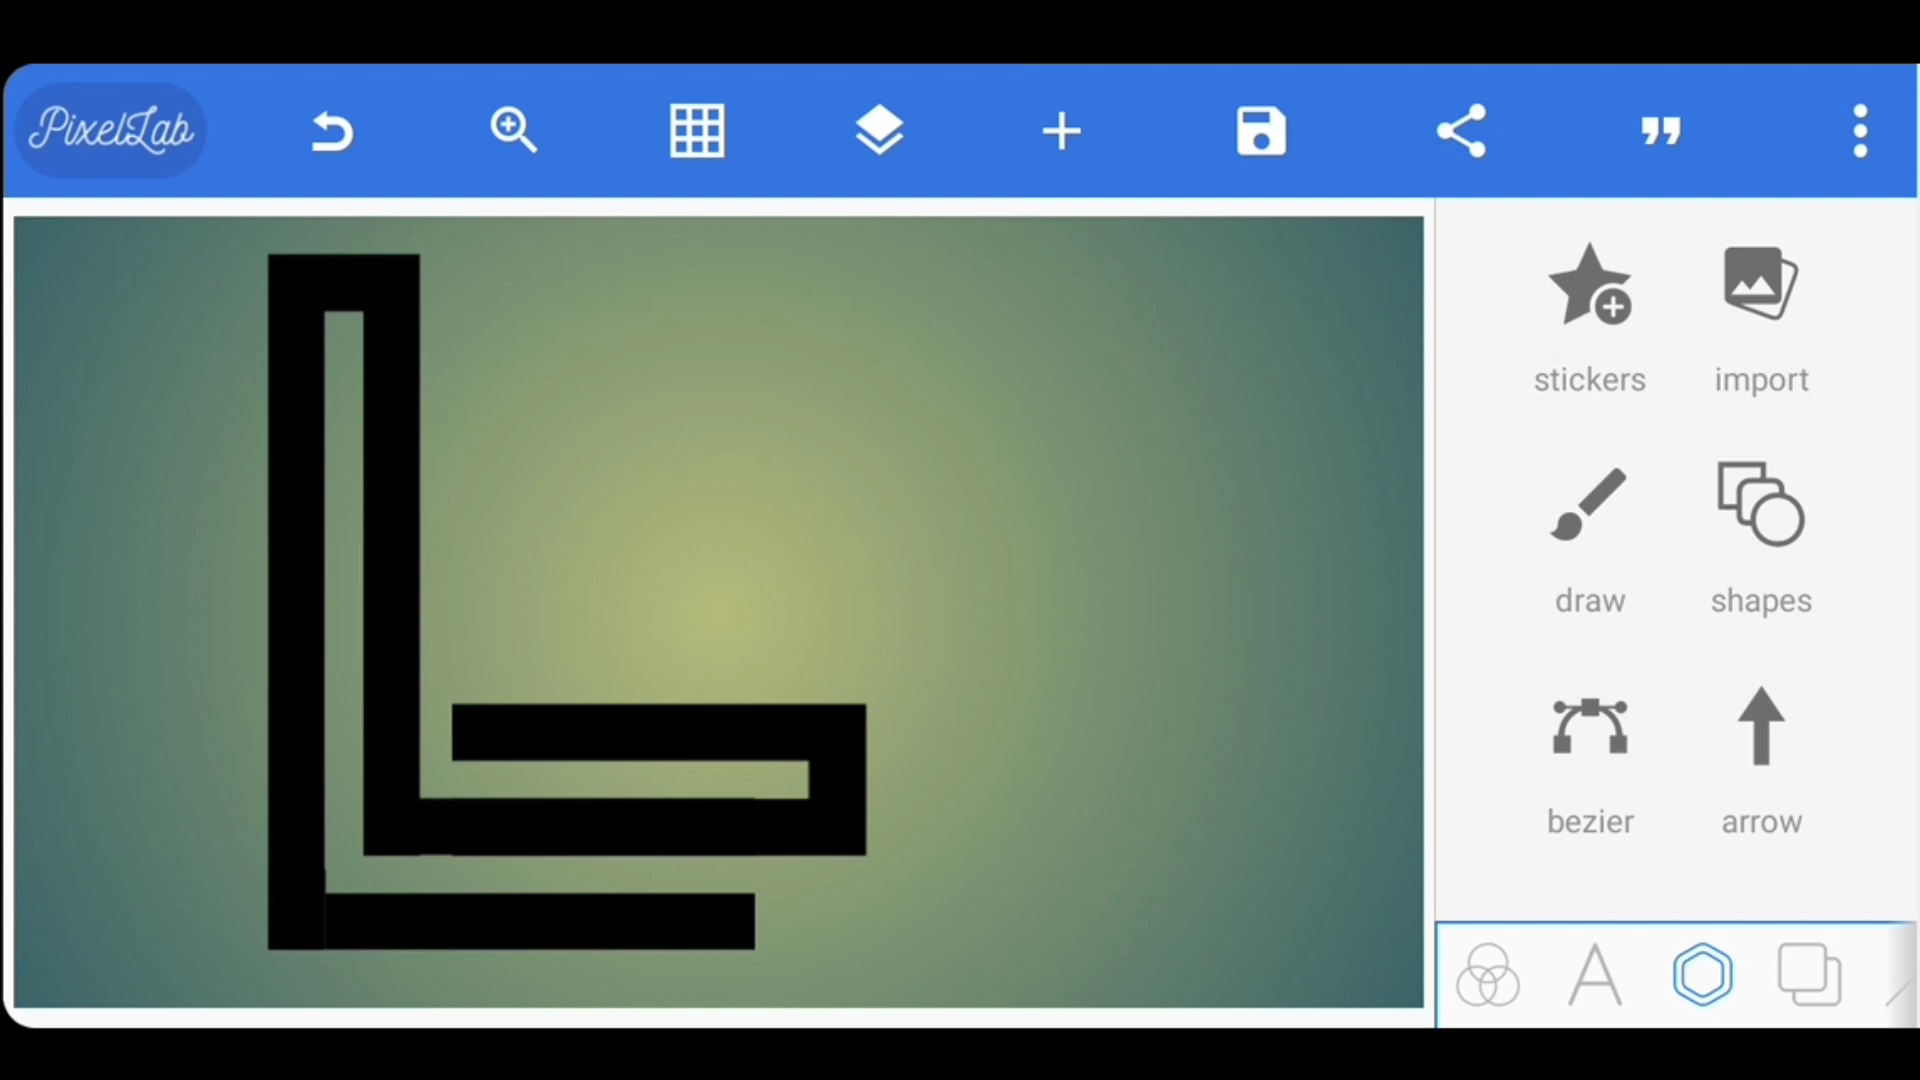 PixelLab
stickers
import
draw
shapes
bezier
arrow